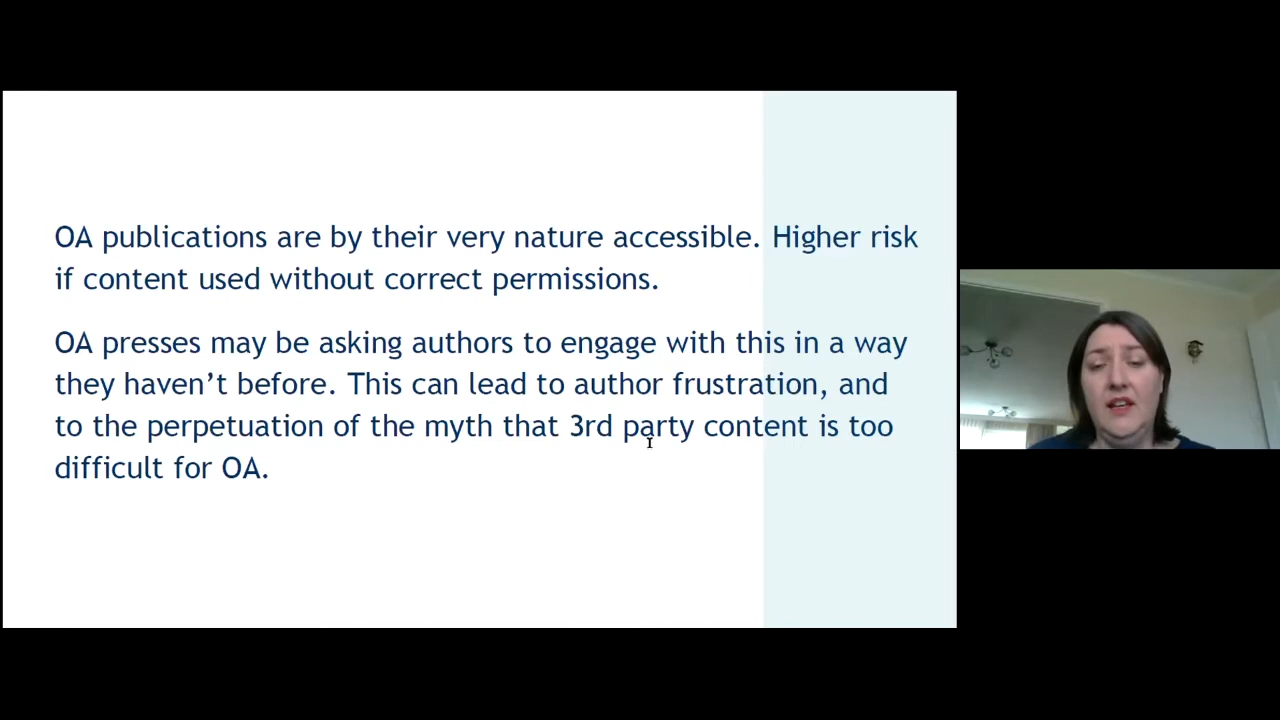 OA publications are by their very nature accessible. Higher risk
if content used without correct permissions.
OA presses may be asking authors to engage with this in a way
they haven’t before. This can lead to author frustration, and
to the perpetuation of the myth that 3rd party content is too
difficult for OA.